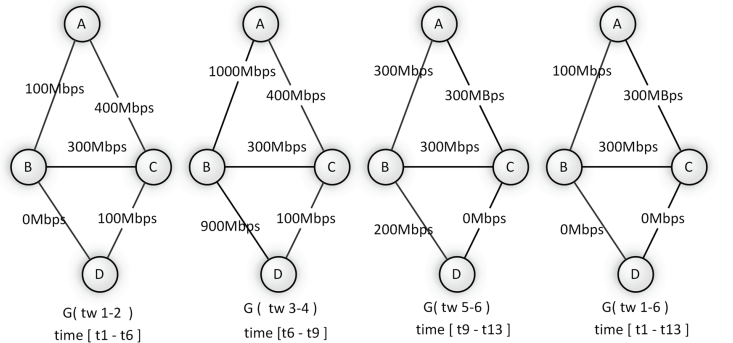 A
100Mbps
400Mbps
300Mbps
B
C
0Mbps
100Mbps
D
G( tw 1-2 )
time [ t1 - t6 ]
A
1000Mbps
400Mbps
300Mbps
B
C
900Mbps
100Mbps
D
G ( tw 3-4 )
time [t6 - t9 ]
A
300Mbps
300MBps
300Mbps
B
C
200Mbps
0Mbps
D
G( tw 5-6 )
time [ t9 - t13 ]
A
100Mbps
300MBps
300Mbps
B
C
0Mbps
0Mbps
D
G( tw 1-6 )
time [ t1 - t13 ]